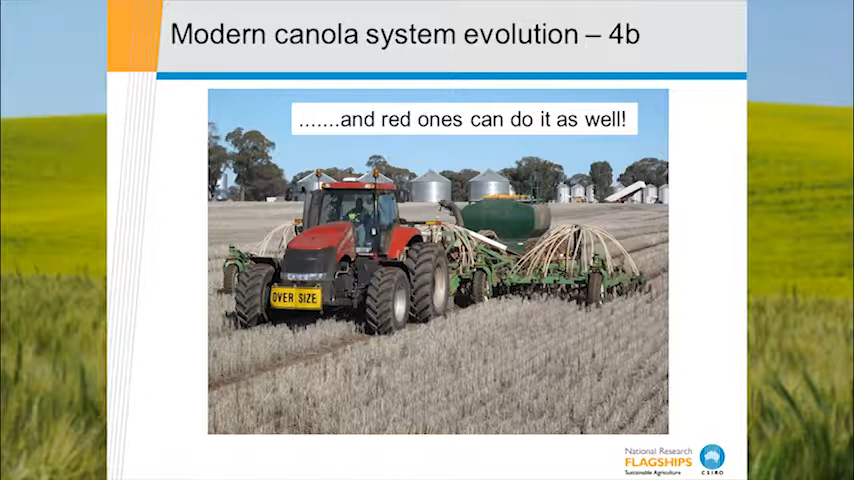 Modern canola system evolution – 4b
.......and red ones can do it as well!
OVER SIZE
National Research
FLAGSHIPS
Sustainable Agriculture
CSIRO